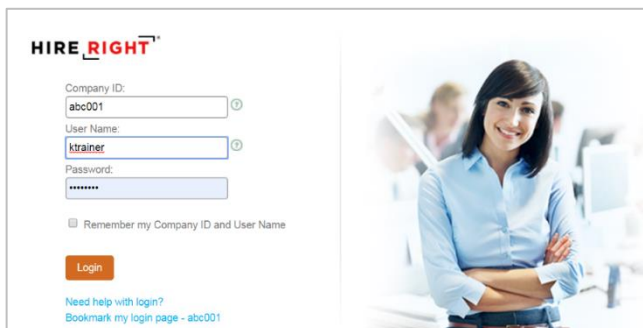 HIRE RIGHT®
Company ID:
abc001
User Name:
ktrainer
Password:
••••••••
Remember my Company ID and User Name
Login
Need help with login?
Bookmark my login page - abc001